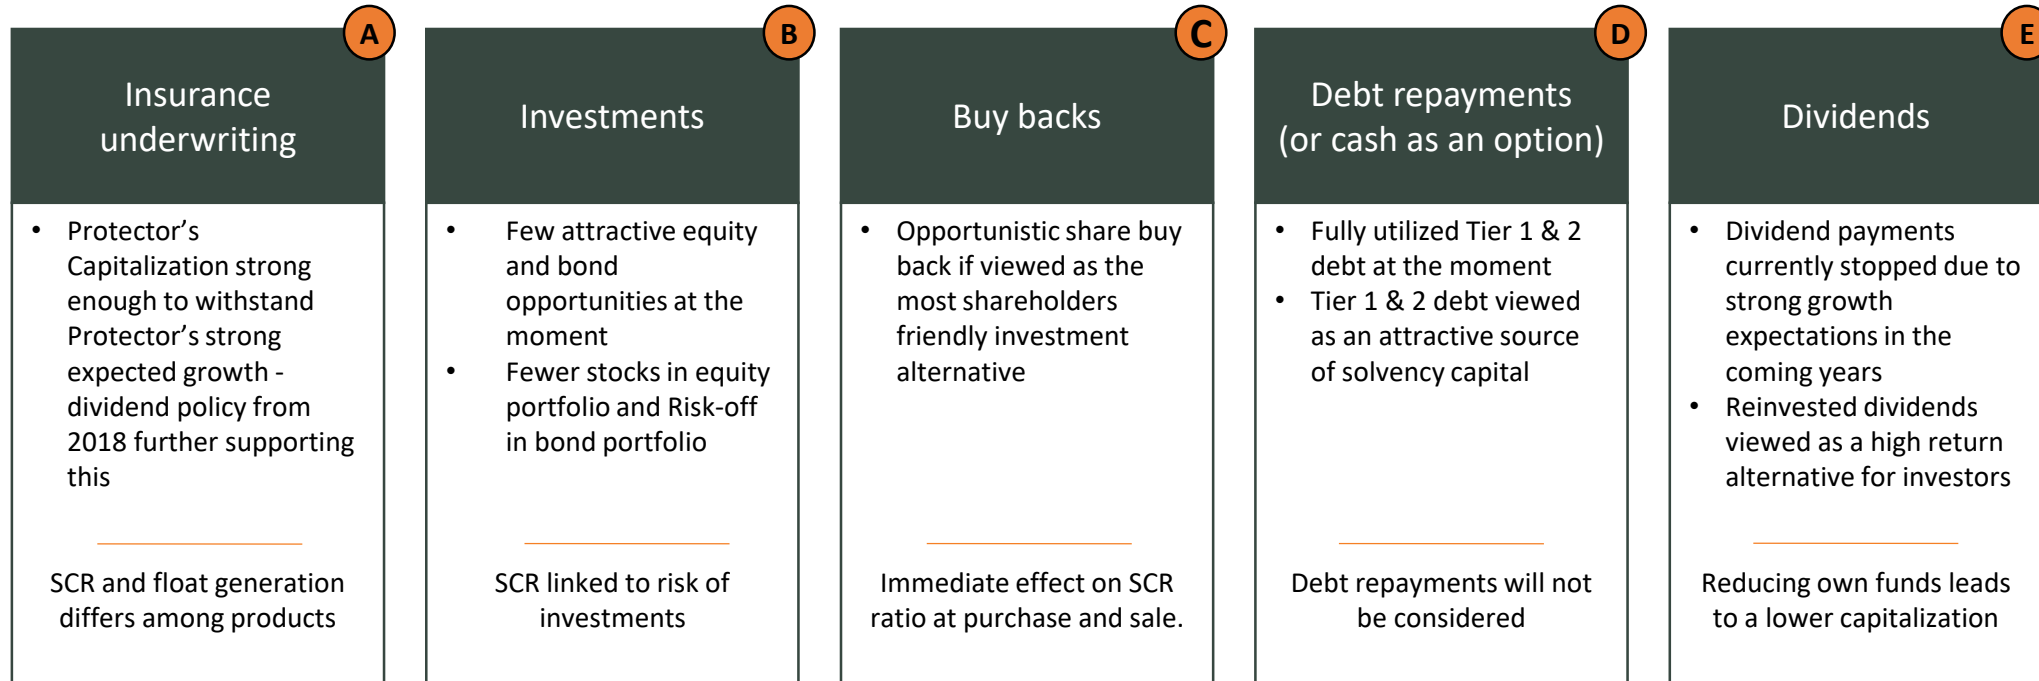 A
Insurance
underwriting
• Protector’s
Capitalization strong
enough to withstand
Protector’s strong
expected growth -
dividend policy from
2018 further supporting
this
SCR and float generation
differs among products
B
Investments
• Few attractive equity
and bond
opportunities at the
moment
• Fewer stocks in equity
portfolio and Risk-off
in bond portfolio
SCR linked to risk of
investments
C
Buy backs
• Opportunistic share buy
back if viewed as the
most shareholders
friendly investment
alternative
Immediate effect on SCR
ratio at purchase and sale.
D
Debt repayments
(or cash as an option)
• Fully utilized Tier 1 & 2
debt at the moment
• Tier 1 & 2 debt viewed
as an attractive source
of solvency capital
Debt repayments will not
be considered
E
Dividends
• Dividend payments
currently stopped due to
strong growth
expectations in the
coming years
• Reinvested dividends
viewed as a high return
alternative for investors
Reducing own funds leads
to a lower capitalization